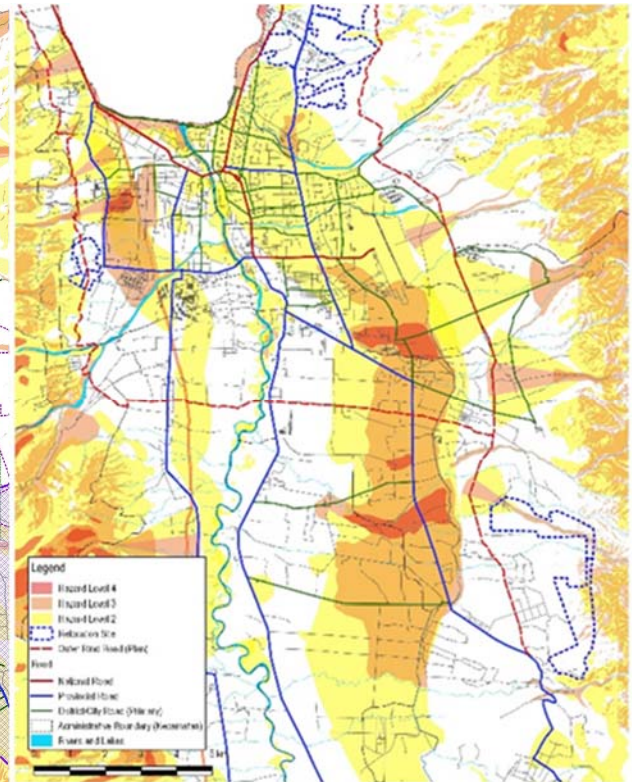 Legend
Hazard Level 4
Hazard Level 3
Hazard Level 2
Relocation Site
Outer Ring Road (Plan)
Road
National Road
Provincial Road
District/City Road (Primary)
Administrative Boundary (Kecamatan)
Rivers and Lakes